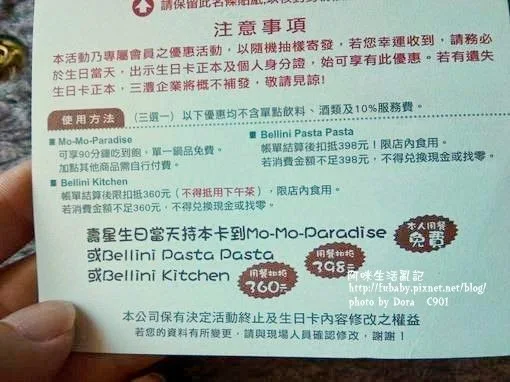 請保留此名條貼紙,以
注意事項
本活動乃專屬會員之優惠活動,以隨機抽樣寄發,若您幸運收到,請務必
於生日當天,出示生日卡正本及個人身分證,始可享有此優惠。若有遺失
生日卡正本,三澧企業將概不補發,敬請見諒!
使用方法 (三選一) 以下優惠均不含單點飲料、酒類及10%服務費。
■ Mo-Mo-Paradise
可享90分鐘吃到飽,單一鍋品免費。
加點其他商品需自行付費。
■ Bellini Pasta Pasta
帳單結算後扣抵398元!限店內食用。
若消費金額不足398元,不得兌換現金或找零。
■ Bellini Kitchen
帳單結算後限扣抵360元(不得抵用下午茶),限店內食用。
若消費金額不足360元,不得兌換現金或找零。
壽星生日當天持本卡到Mo-Mo-Paradise 本人用餐 免費
或Bellini Pasta Pasta 用餐扣抵 398元
或Bellini Kitchen 用餐扣抵 360元
阿咪生活亂記
http://tvbaby.pixnet.net/blog/
photo by Dora C901
本公司保有決定活動終止及生日卡內容修改之權益
若您的資料有所變更,請與現場人員確認修改,謝謝!